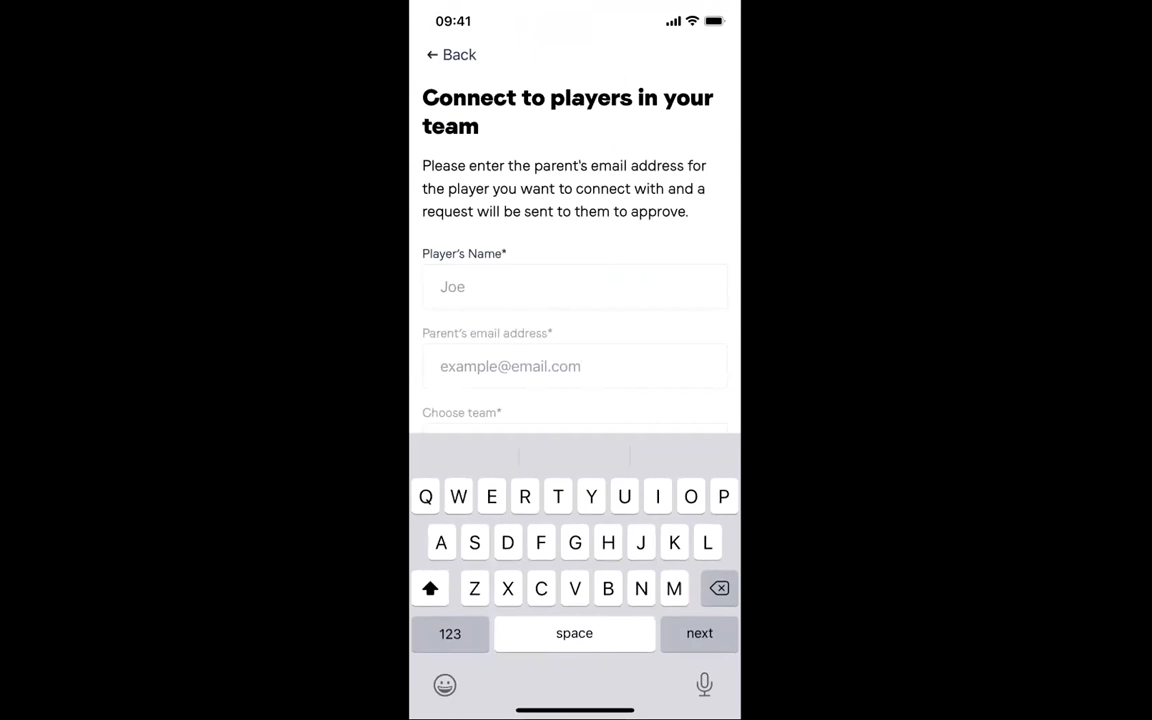 09:41
← Back
Connect to players in your
team
Please enter the parent's email address for
the player you want to connect with and a
request will be sent to them to approve.
Player's Name*
Joe
Parent's email address*
example@email.com
Choose team*
Q W E R T Y U I O P
A S D F G H J K L
Z X C V B N M
123 space next